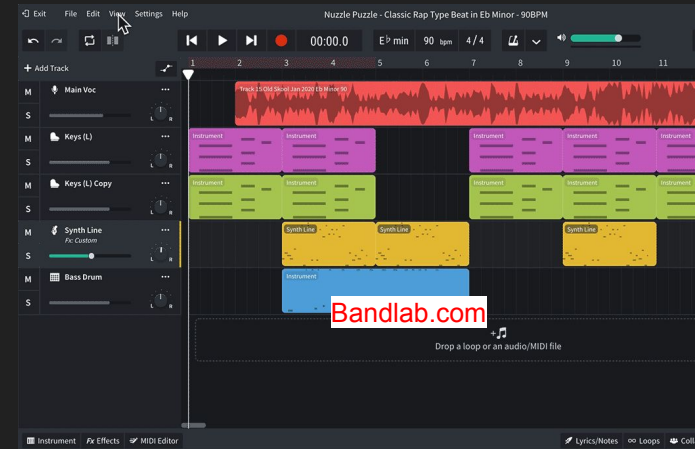 Exit File Edit View Settings Help Nuzzle Puzzle - Classic Rap Type Beat in Eb Minor - 90BPM
00:00.0 E♭ min 90 bpm 4 / 4
+ Add Track 1 2 3 4 5 6 7 8 9 10 11
M Main Voc ••• Track 15 Old Skool Jan 2020 Eb Minor 90
S L R
M Keys (L) ••• Instrument Instrument Instrument Instrument Instrument
S L R
M Keys (L) Copy ••• Instrument Instrument Instrument Instrument Instrument
S L R
M Synth Line ••• Synth Line Synth Line Synth Line
Fx: Custom
S L R
M Bass Drum ••• Instrument
S L R
Bandlab.com
Drop a loop or an audio/MIDI file
Instrument Fx Effects MIDI Editor Lyrics/Notes Loops